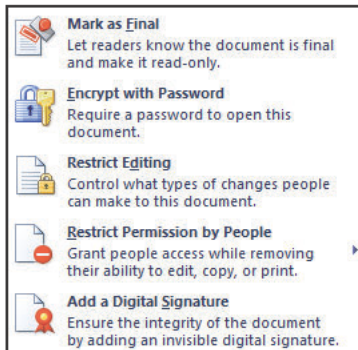 Mark as Final
Let readers know the document is final
and make it read-only.
Encrypt with Password
Require a password to open this
document.
Restrict Editing
Control what types of changes people
can make to this document.
Restrict Permission by People
Grant people access while removing
their ability to edit, copy, or print.
Add a Digital Signature
Ensure the integrity of the document
by adding an invisible digital signature.